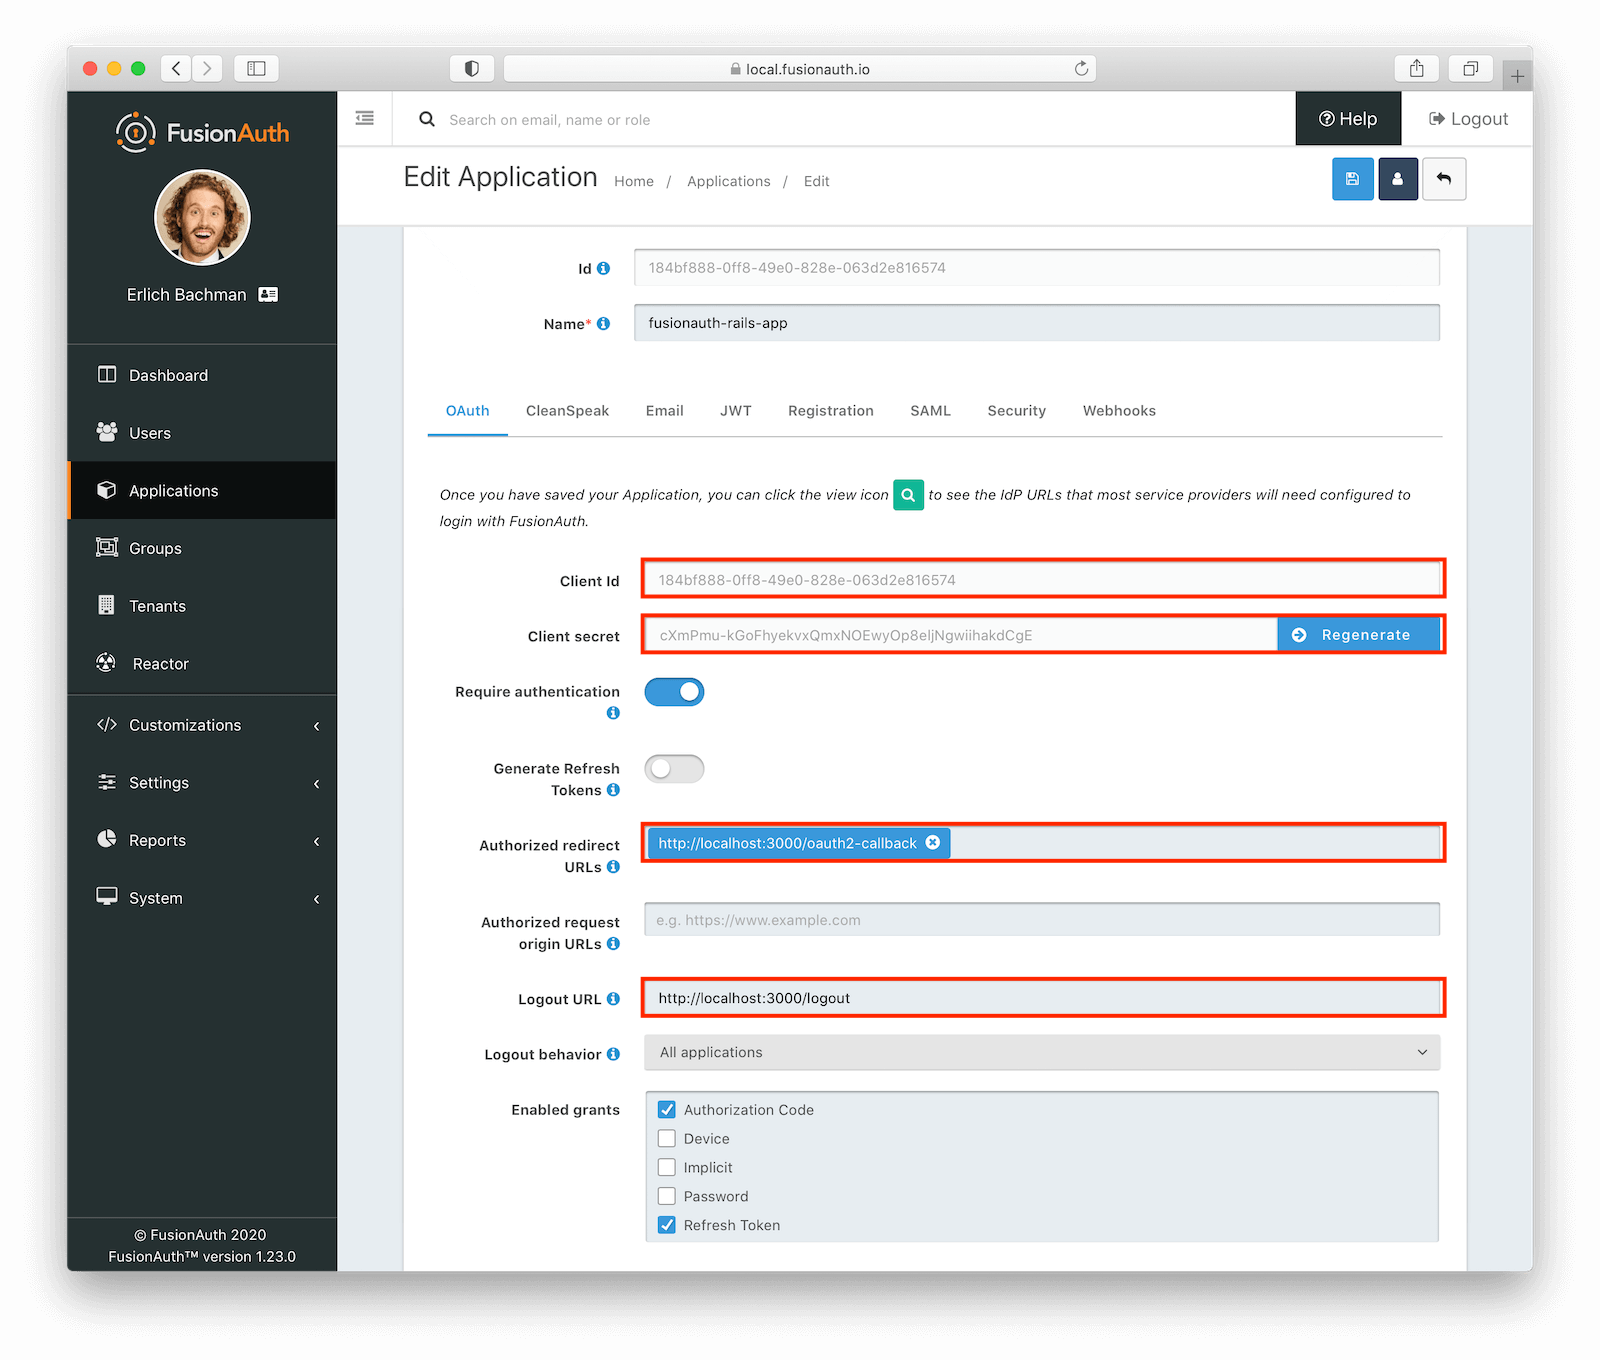 local.fusionauth.io
FusionAuth
Search on email, name or role
Help
Logout
Edit Application
Home / Applications / Edit
Erlich Bachman
Dashboard
Users
Applications
Groups
Tenants
Reactor
Customizations
Settings
Reports
System
© FusionAuth 2020
FusionAuth™ version 1.23.0
Id
184bf888-0ff8-49e0-828e-063d2e816574
Name*
fusionauth-rails-app
OAuth CleanSpeak Email JWT Registration SAML Security Webhooks
Once you have saved your Application, you can click the view icon to see the IdP URLs that most service providers will need configured to
login with FusionAuth.
Client Id
184bf888-0ff8-49e0-828e-063d2e816574
Client secret
cXmPmu-kGoFhyekvxQmxNOEwyOp8eljNgwiihakdCgE
Regenerate
Require authentication
Generate Refresh
Tokens
Authorized redirect
URLs
http://localhost:3000/oauth2-callback
Authorized request
origin URLs
e.g. https://www.example.com
Logout URL
http://localhost:3000/logout
Logout behavior
All applications
Enabled grants
Authorization Code
Device
Implicit
Password
Refresh Token